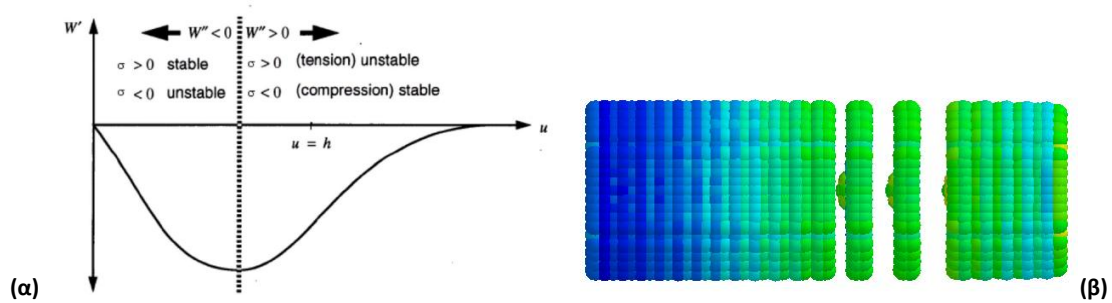 W' W"<0 W">0
σ >0 stable σ >0 (tension) unstable
σ <0 unstable σ <0 (compression) stable
u
u = h
(α) (β)